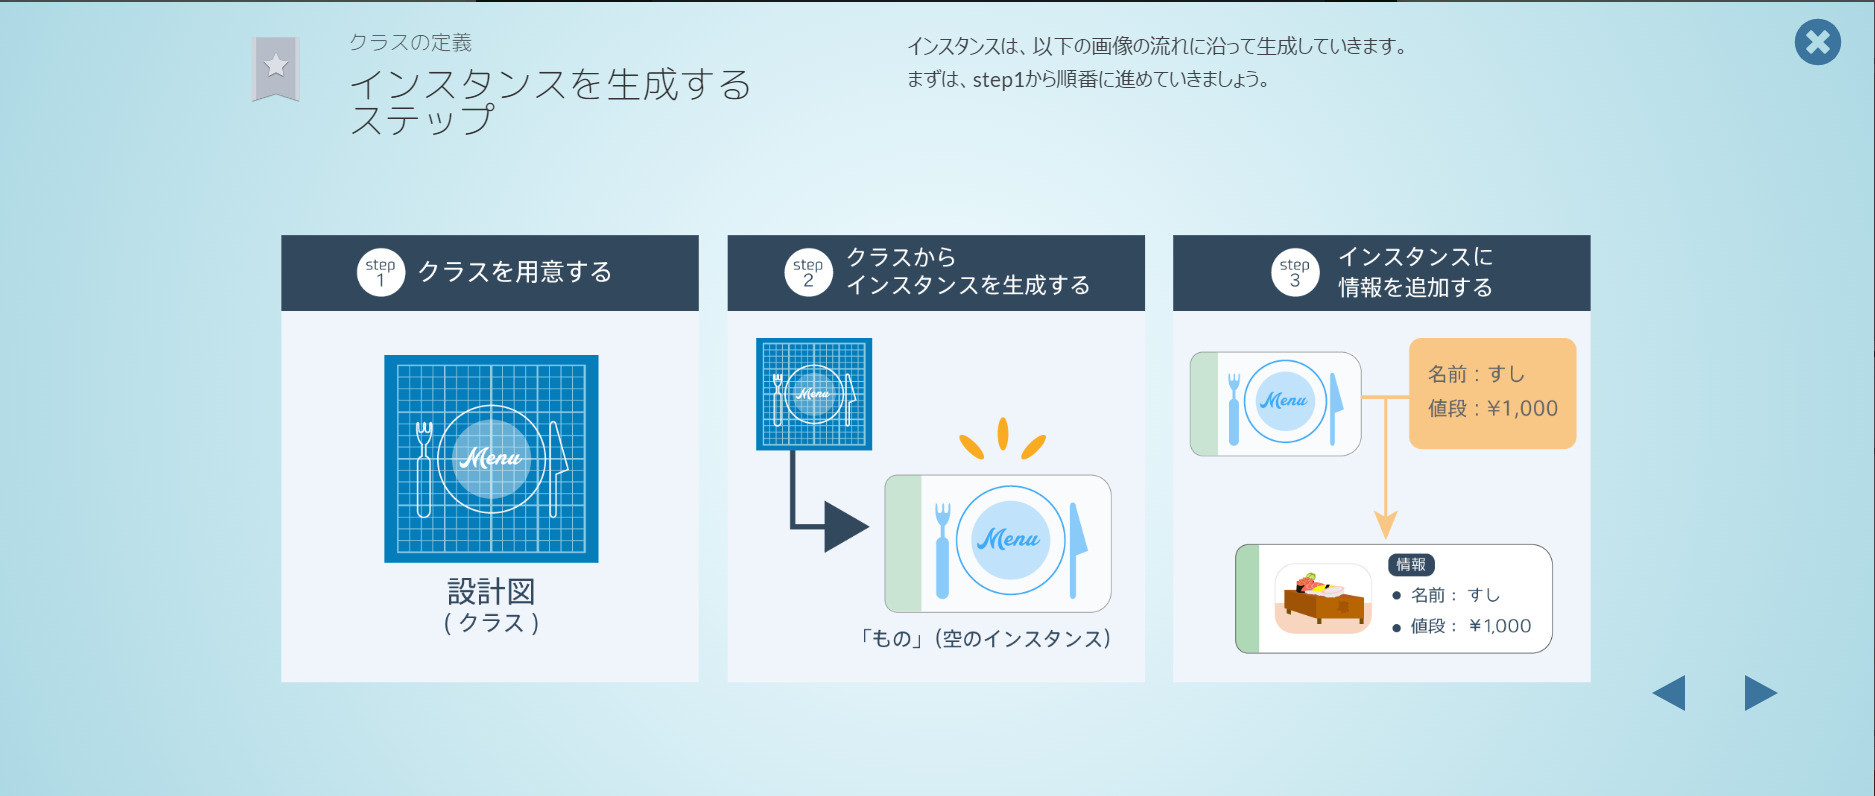 クラスの定義
インスタンスを生成する
ステップ
インスタンスは、以下の画像の流れに沿って生成していきます。
まずは、step1から順番に進めていきましょう。
step
1
クラスを用意する
Menu
設計図
( クラス )
step
2
クラスから
インスタンスを生成する
Menu
Menu
「もの」(空のインスタンス)
step
3
インスタンスに
情報を追加する
Menu
名前：すし
値段：¥1,000
情報
● 名前： すし
● 値段： ¥1,000